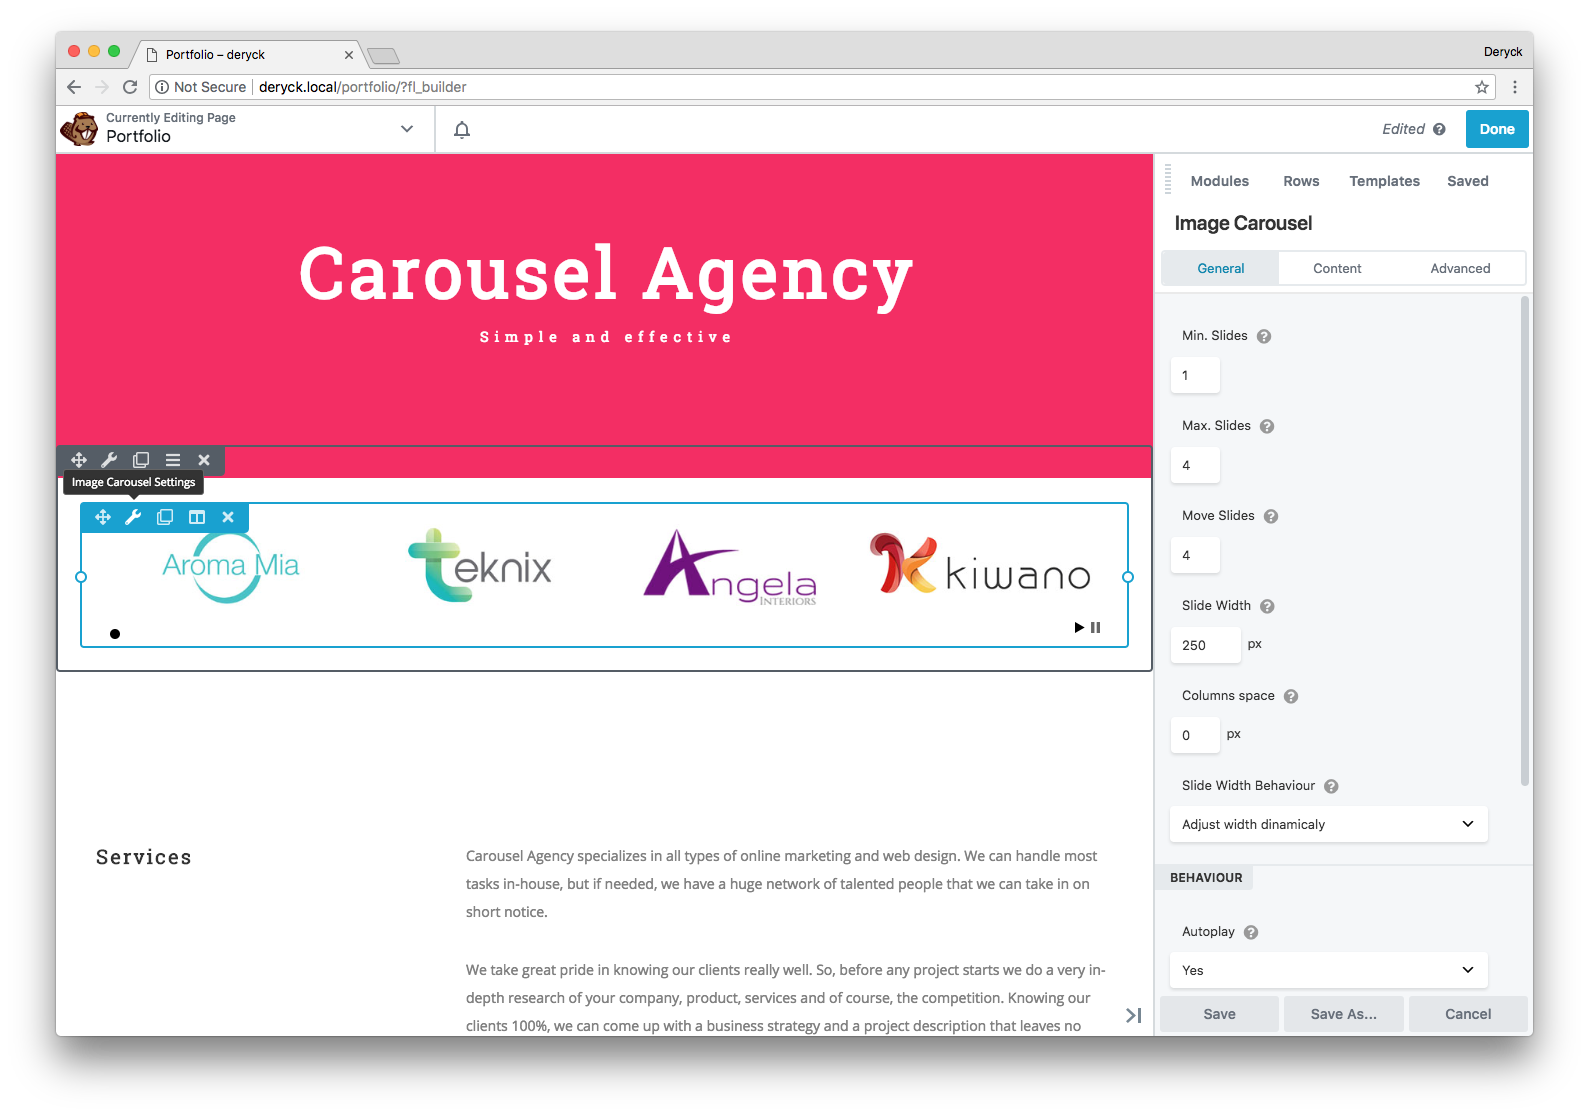 Portfolio – deryck
Deryck
Not Secure
deryck.local/portfolio/?fl_builder
Currently Editing Page
Portfolio
Edited
Done
Carousel Agency
Simple and effective
Image Carousel Settings
Aroma Mia
teknix
Angela
INTERIORS
kiwano
Services
Carousel Agency specializes in all types of online marketing and web design. We can handle most
tasks in-house, but if needed, we have a huge network of talented people that we can take in on
short notice.
We take great pride in knowing our clients really well. So, before any project starts we do a very in-
depth research of your company, product, services and of course, the competition. Knowing our
clients 100%, we can come up with a business strategy and a project description that leaves no
Modules Rows Templates Saved
Image Carousel
General Content Advanced
Min. Slides
1
Max. Slides
4
Move Slides
4
Slide Width
250 px
Columns space
0 px
Slide Width Behaviour
Adjust width dinamicaly
BEHAVIOUR
Autoplay
Yes
Save Save As... Cancel